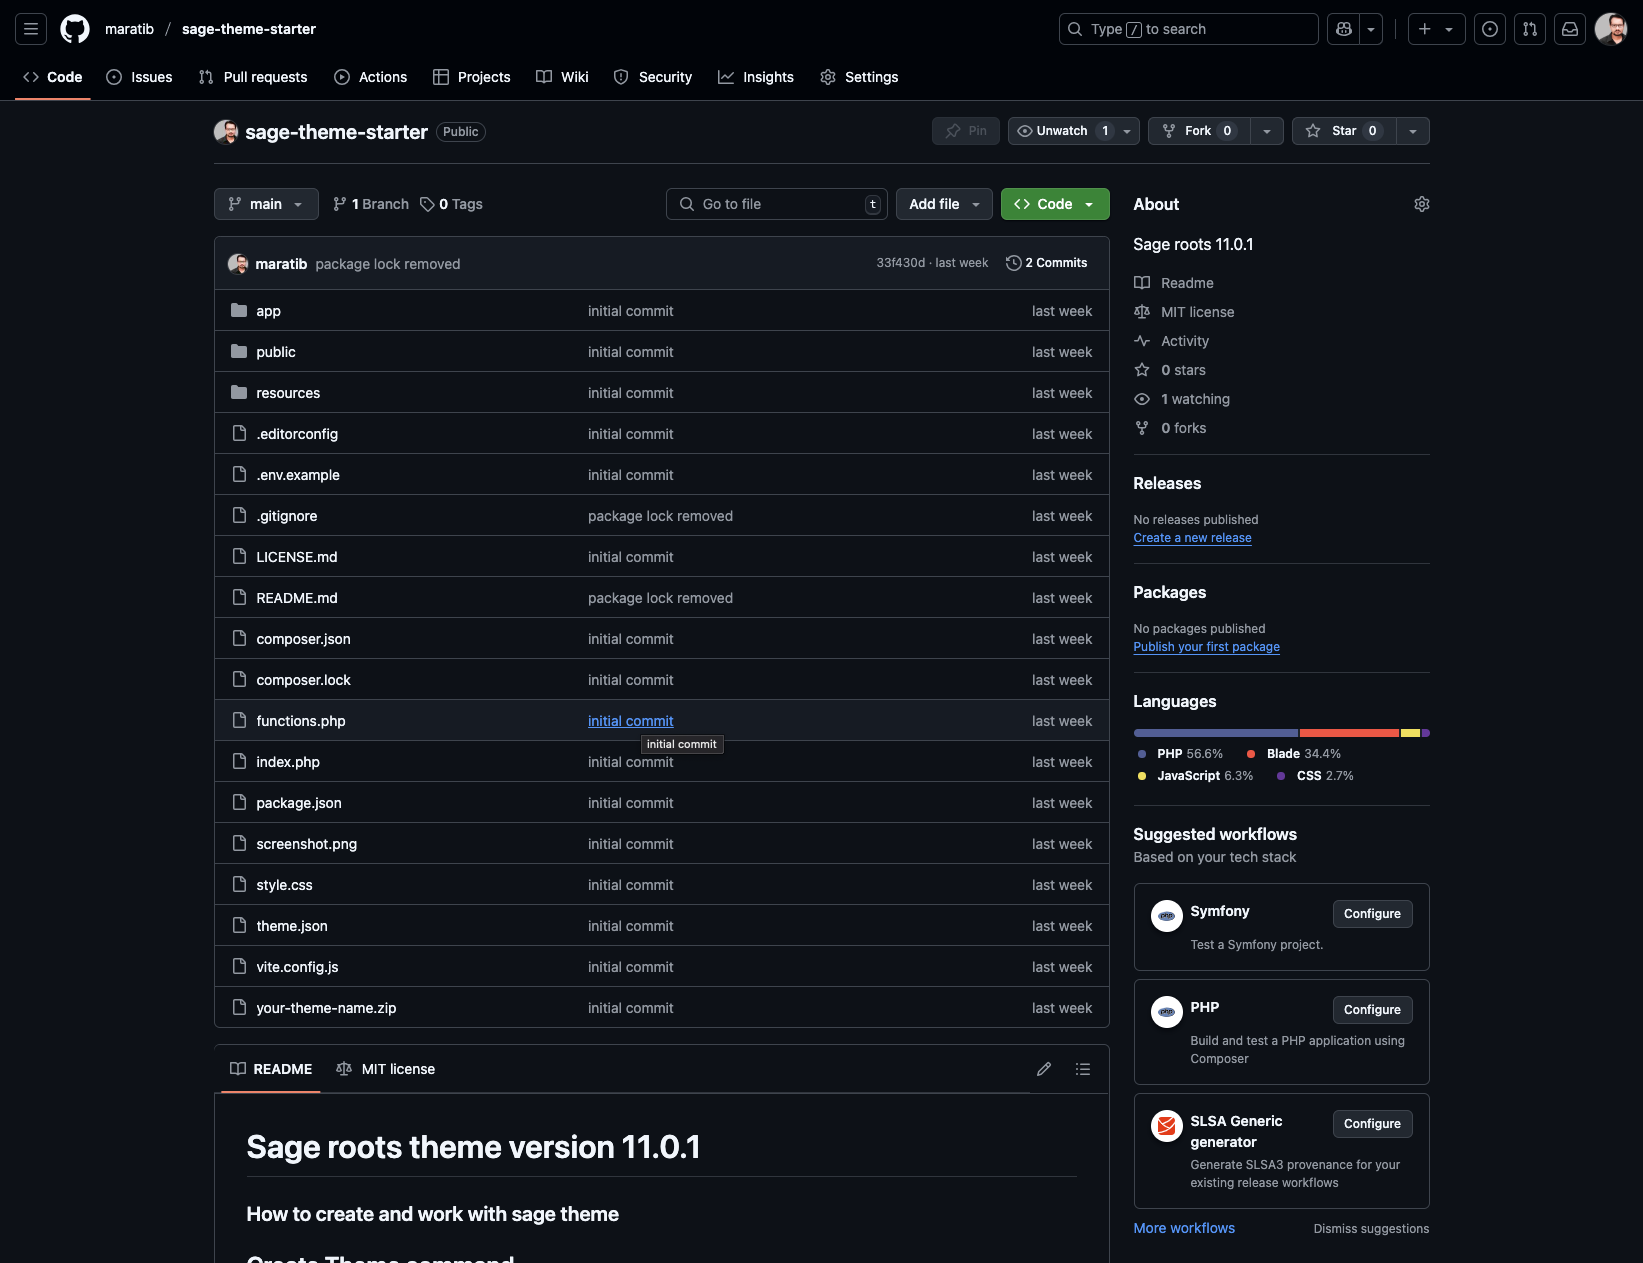 maratib / sage-theme-starter
Type / to search
Code Issues Pull requests Actions Projects Wiki Security Insights Settings
sage-theme-starter Public
Pin Unwatch 1 Fork 0 Star 0
main 1 Branch 0 Tags
Go to file t Add file Code
maratib package lock removed 33f430d · last week 2 Commits
app initial commit last week
public initial commit last week
resources initial commit last week
.editorconfig initial commit last week
.env.example initial commit last week
.gitignore package lock removed last week
LICENSE.md initial commit last week
README.md package lock removed last week
composer.json initial commit last week
composer.lock initial commit last week
functions.php initial commit last week
initial commit
index.php initial commit last week
package.json initial commit last week
screenshot.png initial commit last week
style.css initial commit last week
theme.json initial commit last week
vite.config.js initial commit last week
your-theme-name.zip initial commit last week
README MIT license
Sage roots theme version 11.0.1
How to create and work with sage theme
Create Theme command
About
Sage roots 11.0.1
Readme
MIT license
Activity
0 stars
1 watching
0 forks
Releases
No releases published
Create a new release
Packages
No packages published
Publish your first package
Languages
PHP 56.6% Blade 34.4%
JavaScript 6.3% CSS 2.7%
Suggested workflows
Based on your tech stack
php
Symfony Configure
Test a Symfony project.
php
PHP Configure
Build and test a PHP application using
Composer
SLSA Generic Configure
generator
Generate SLSA3 provenance for your
existing release workflows
More workflows Dismiss suggestions